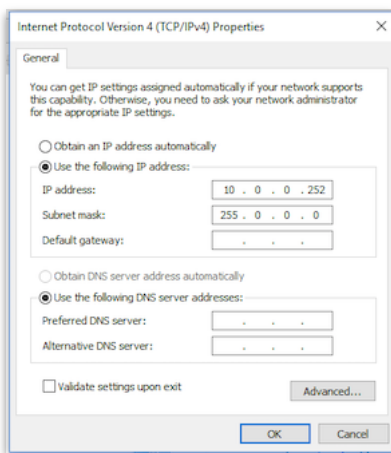 Internet Protocol Version 4 (TCP/IPv4) Properties
General
You can get IP settings assigned automatically if your network supports
this capability. Otherwise, you need to ask your network administrator
for the appropriate IP settings.
Obtain an IP address automatically
Use the following IP address:
IP address: 10 . 0 . 0 . 252
Subnet mask: 255 . 0 . 0 . 0
Default gateway: . . .
Obtain DNS server address automatically
Use the following DNS server addresses:
Preferred DNS server: . . .
Alternative DNS server: . . .
Validate settings upon exit
Advanced...
OK Cancel